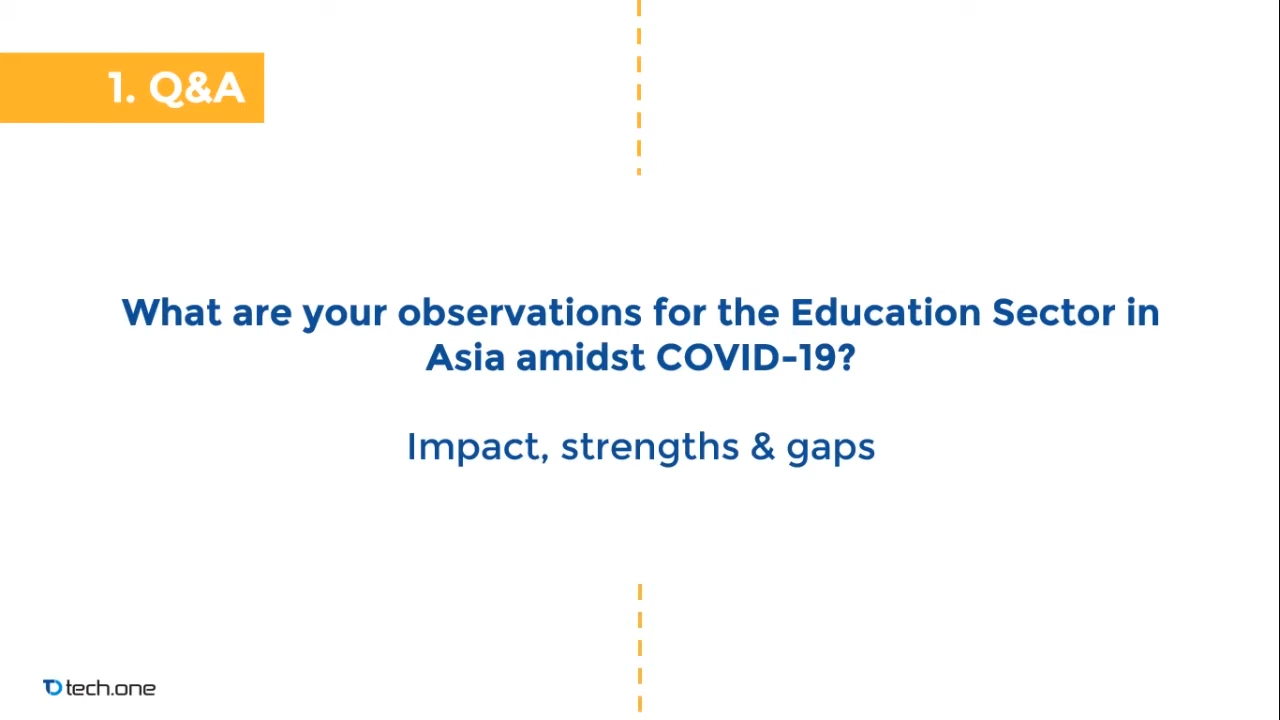 1. Q&A
What are your observations for the Education Sector in
Asia amidst COVID-19?
Impact, strengths & gaps
tech.one